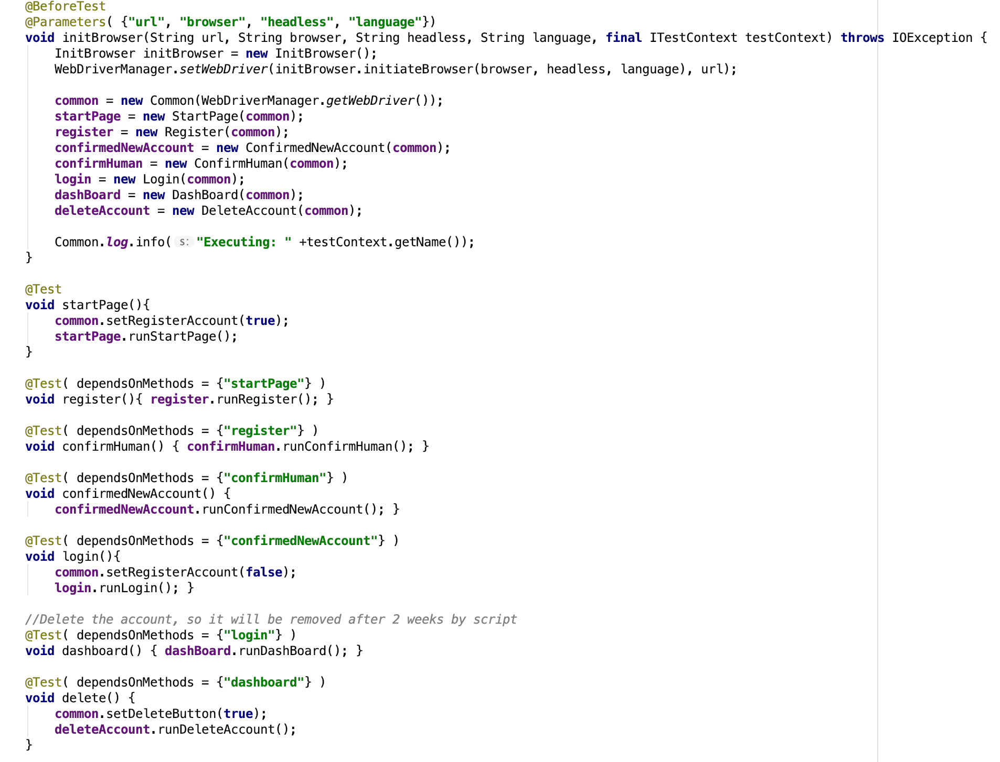 @BeforeTest
@Parameters( {"url", "browser", "headless", "language"})
void initBrowser(String url, String browser, String headless, String language, final ITestContext testContext) throws IOException {
    InitBrowser initBrowser = new InitBrowser();
    WebDriverManager.setWebDriver(initBrowser.initiateBrowser(browser, headless, language), url);

    common = new Common(WebDriverManager.getWebDriver());
    startPage = new StartPage(common);
    register = new Register(common);
    confirmedNewAccount = new ConfirmedNewAccount(common);
    confirmHuman = new ConfirmHuman(common);
    login = new Login(common);
    dashBoard = new DashBoard(common);
    deleteAccount = new DeleteAccount(common);

    Common.log.info( s: "Executing: " +testContext.getName());
}

@Test
void startPage(){
    common.setRegisterAccount(true);
    startPage.runStartPage();
}

@Test( dependsOnMethods = {"startPage"} )
void register(){ register.runRegister(); }

@Test( dependsOnMethods = {"register"} )
void confirmHuman() { confirmHuman.runConfirmHuman(); }

@Test( dependsOnMethods = {"confirmHuman"} )
void confirmedNewAccount() {
    confirmedNewAccount.runConfirmedNewAccount(); }

@Test( dependsOnMethods = {"confirmedNewAccount"} )
void login(){
    common.setRegisterAccount(false);
    login.runLogin(); }

//Delete the account, so it will be removed after 2 weeks by script
@Test( dependsOnMethods = {"login"} )
void dashboard() { dashBoard.runDashBoard(); }

@Test( dependsOnMethods = {"dashboard"} )
void delete() {
    common.setDeleteButton(true);
    deleteAccount.runDeleteAccount();
}